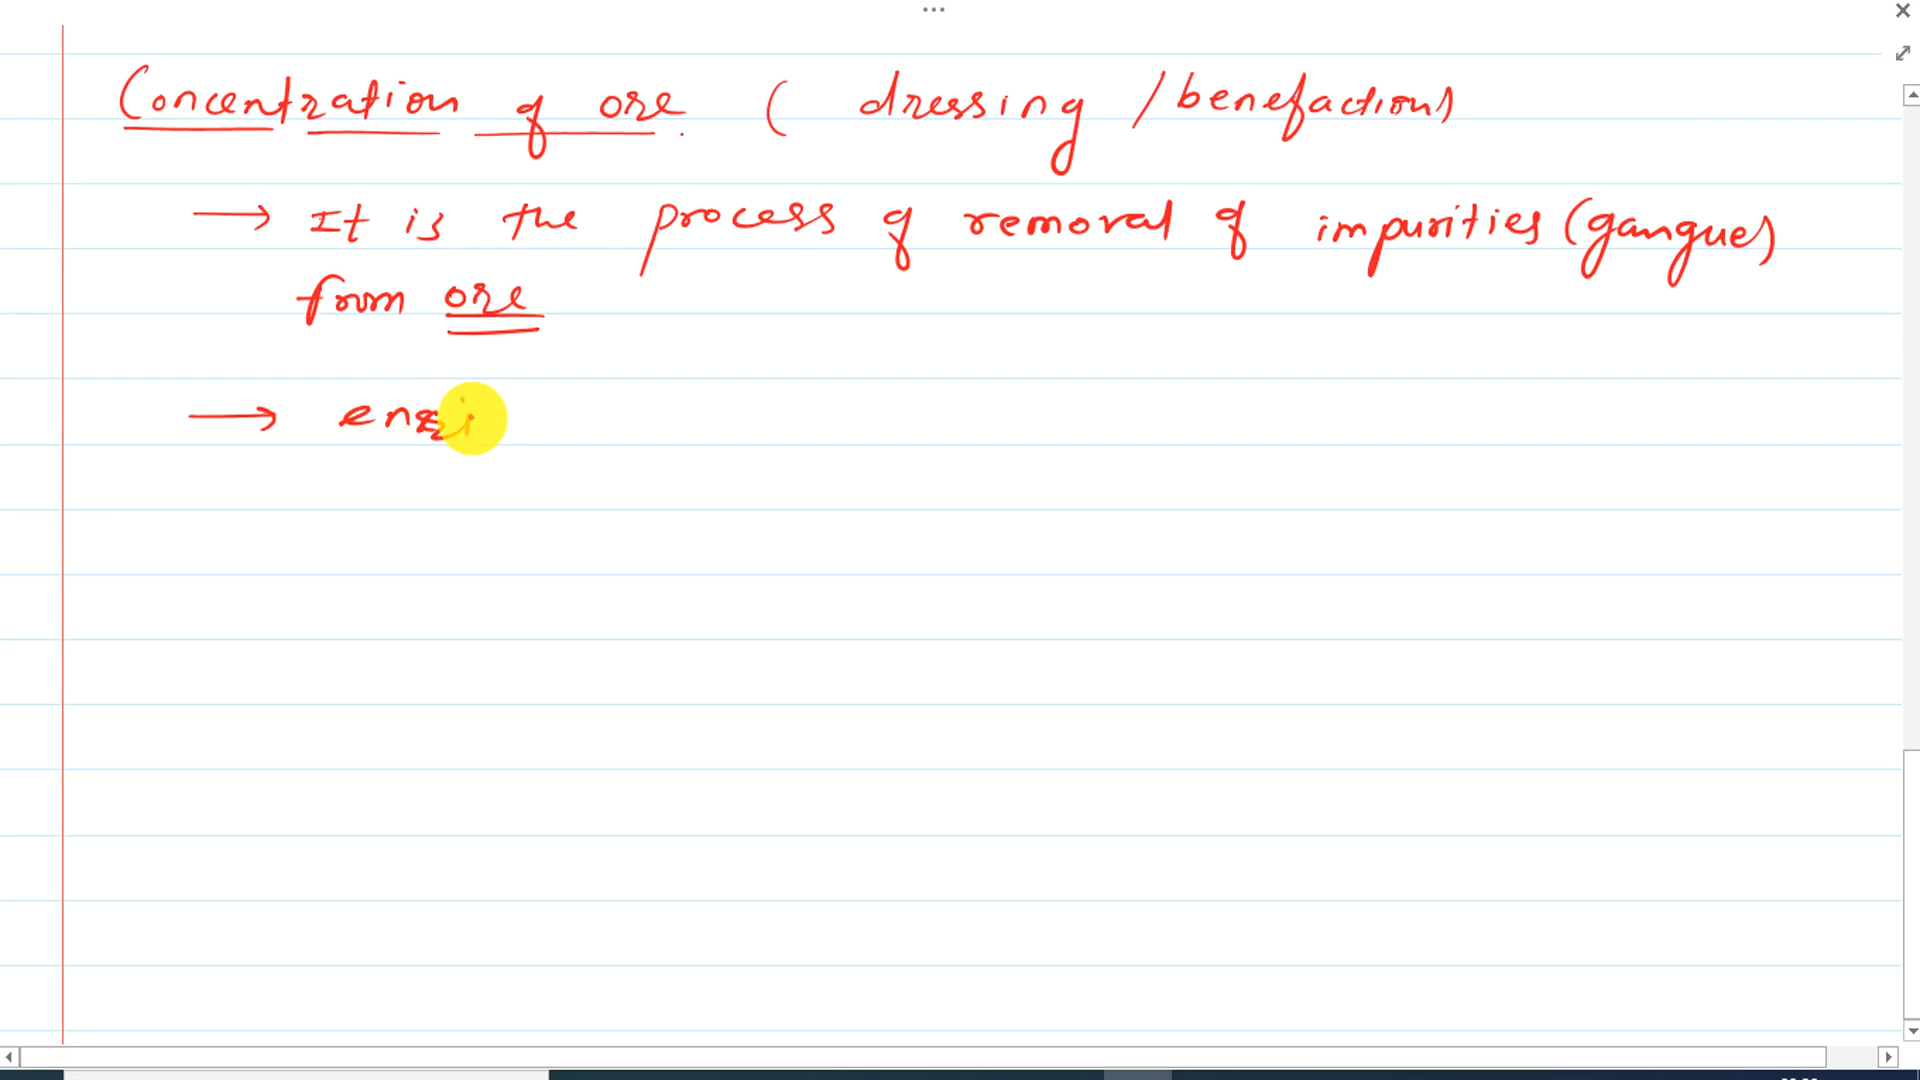 Concentration of ore. ( dressing / benefaction)
→ It is the process of removal of impurities (gangue)
from ore
→